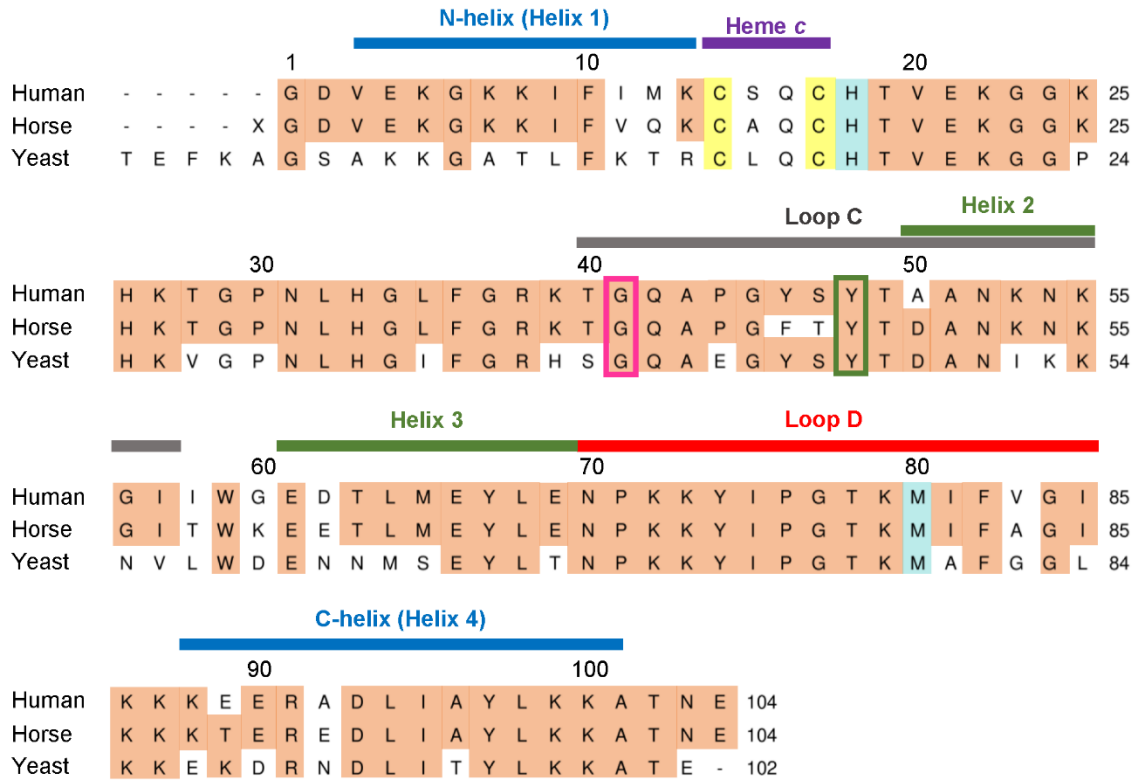 N-helix (Helix 1) Heme c
1 10 20
Human - - - - - G D V E K G K K I F I M K C S Q C H T V E K G G K 25
Horse - - - - X G D V E K G K K I F V Q K C A Q C H T V E K G G K 25
Yeast T E F K A G S A K K G A T L F K T R C L Q C H T V E K G G P 24
Loop C Helix 2
30 40 50
Human H K T G P N L H G L F G R K T G Q A P G Y S Y T A A N K N K 55
Horse H K T G P N L H G L F G R K T G Q A P G F T Y T D A N K N K 55
Yeast H K V G P N L H G I F G R H S G Q A E G Y S Y T D A N I K K 54
Helix 3 Loop D
60 70 80
Human G I I W G E D T L M E Y L E N P K K Y I P G T K M I F V G I 85
Horse G I T W K E E T L M E Y L E N P K K Y I P G T K M I F A G I 85
Yeast N V L W D E N N M S E Y L T N P K K Y I P G T K M A F G G L 84
C-helix (Helix 4)
90 100
Human K K K E E R A D L I A Y L K K A T N E 104
Horse K K K T E R E D L I A Y L K K A T N E 104
Yeast K K E K D R N D L I T Y L K K A T E - 102